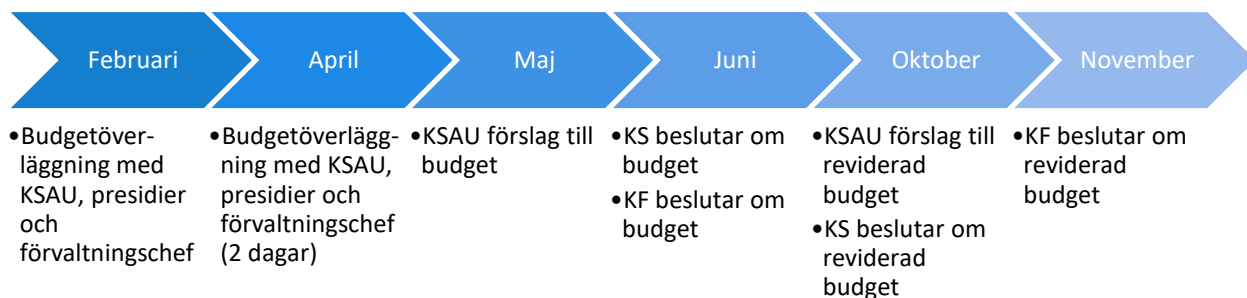 Februari
April
Maj
Juni
Oktober
November
•Budgetöver-
läggning med
KSAU, presidier
och
förvaltningschef
•Budgetöverlägg-
ning med KSAU,
presidier och
förvaltningschef
(2 dagar)
•KSAU förslag till
budget
•KS beslutar om
budget
•KF beslutar om
budget
•KSAU förslag till
reviderad
budget
•KS beslutar om
reviderad
budget
•KF beslutar om
reviderad
budget